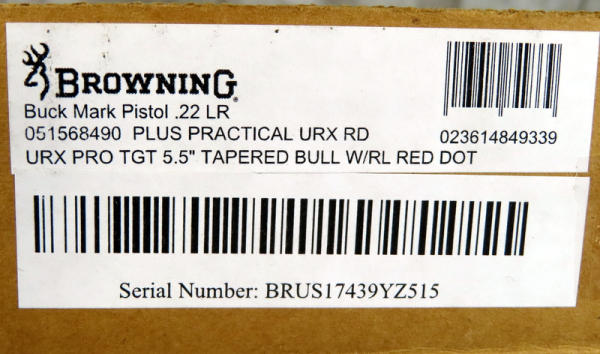 BROWNING®
Buck Mark Pistol .22 LR
051568490 PLUS PRACTICAL URX RD
023614849339
URX PRO TGT 5.5" TAPERED BULL W/RL RED DOT
Serial Number: BRUS17439YZ515